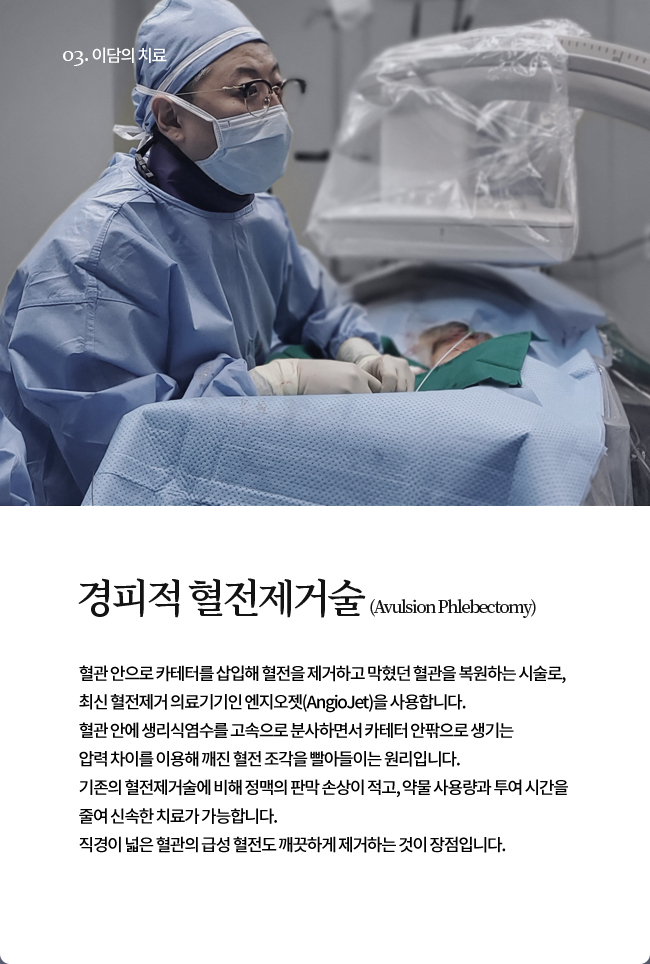 03. 이담의 치료
경피적 혈전제거술 (Avulsion Phlebectomy)
혈관 안으로 카테터를 삽입해 혈전을 제거하고 막혔던 혈관을 복원하는 시술로,
최신 혈전제거 의료기기인 엔지오젯(AngioJet)을 사용합니다.
혈관 안에 생리식염수를 고속으로 분사하면서 카테터 안팎으로 생기는
압력 차이를 이용해 깨진 혈전 조각을 빨아들이는 원리입니다.
기존의 혈전제거술에 비해 정맥의 판막 손상이 적고, 약물 사용량과 투여 시간을
줄여 신속한 치료가 가능합니다.
직경이 넓은 혈관의 급성 혈전도 깨끗하게 제거하는 것이 장점입니다.